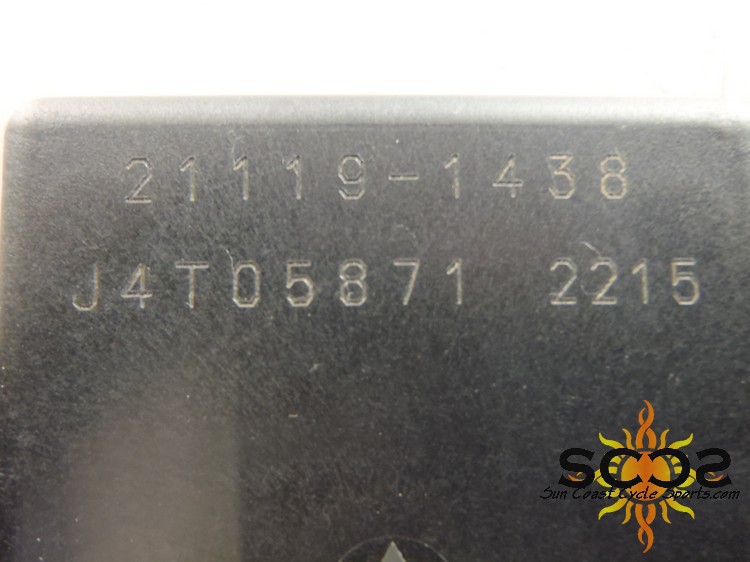 21119-1438
J4T05871 2215
SCCS
Sun Coast Cycle Sports.com